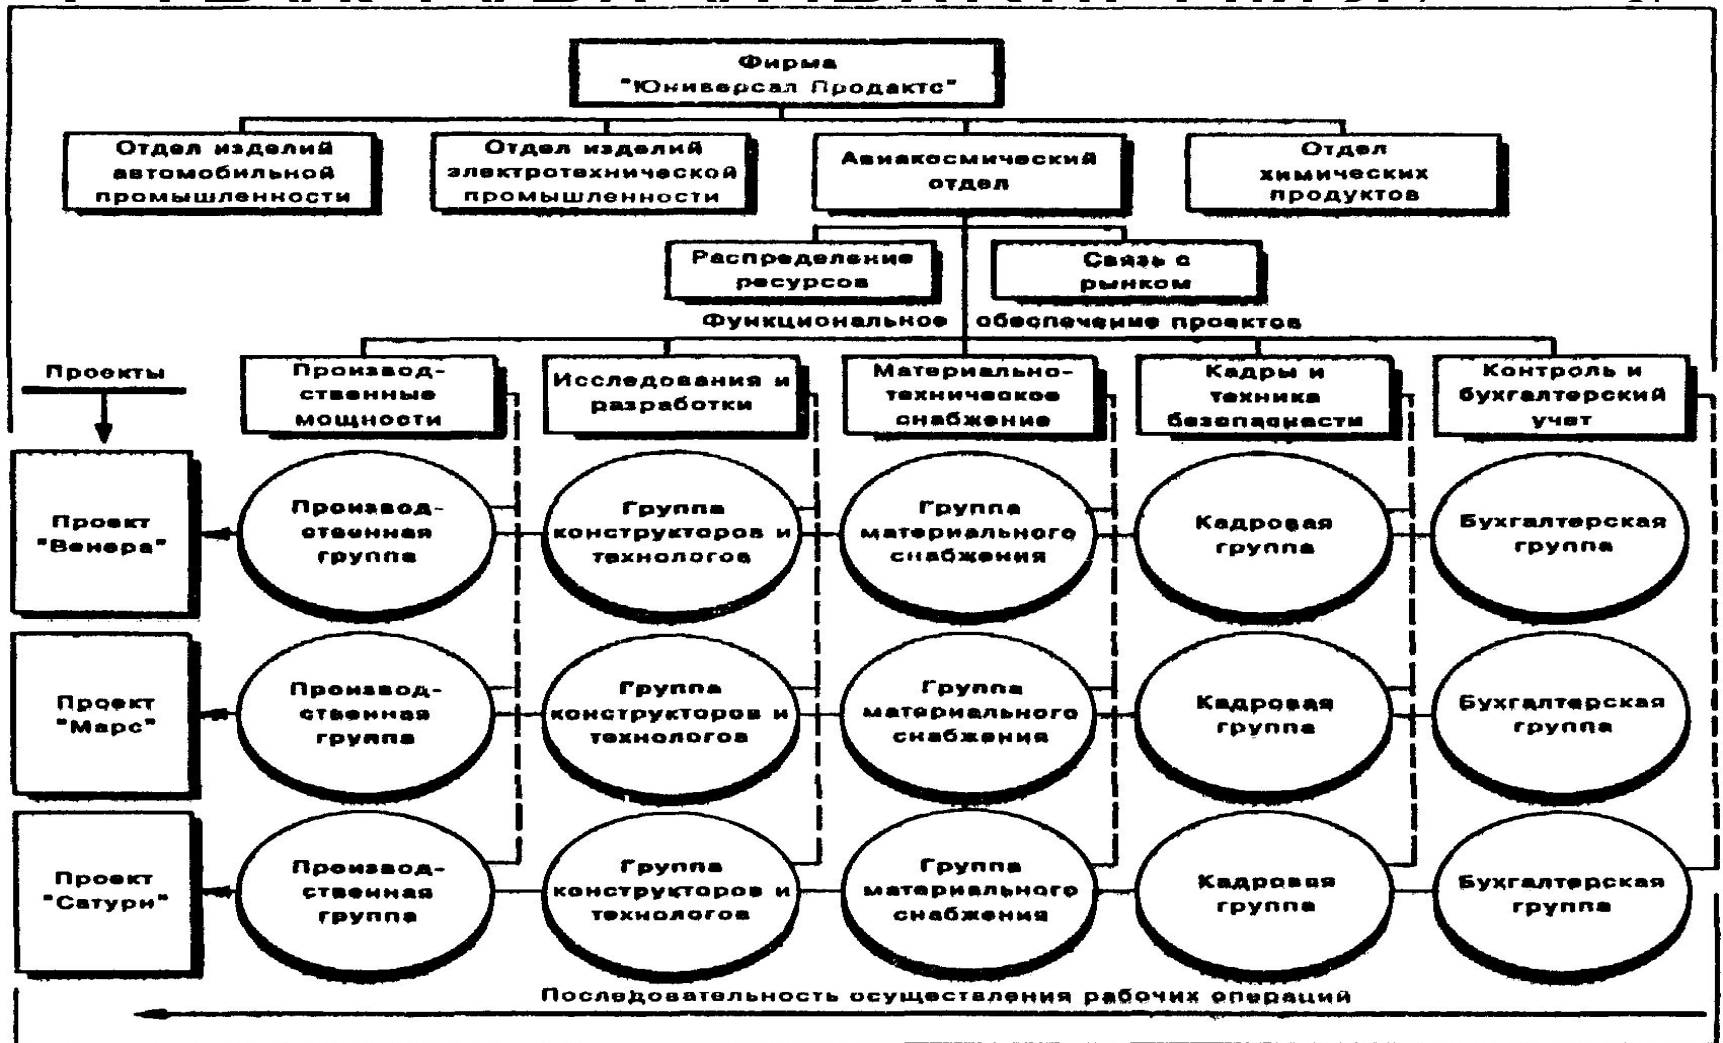 Фирма
"Юниверсал Продактс"
Отдел изделий
автомобильной
промышленности
Отдел изделий
электротехнической
промышленности
Авиакосмический
отдел
Отдел
химических
продуктов
Распределение
ресурсов
Связь с
рынком
Функциональное обеспечение проектов
Проекты
Производ-
ственные
мощности
Исследования и
разработки
Материально-
техническое
снабжение
Кадры и
техника
безопасности
Контроль и
бухгалтерский
учет
Проект
"Венера"
Производ-
ственная
группа
Группа
конструкторов и
технологов
Группа
материального
снабжения
Кадровая
группа
Бухгалтерская
группа
Проект
"Марс"
Производ-
ственная
группа
Группа
конструкторов и
технологов
Группа
материального
снабжения
Кадровая
группа
Бухгалтерская
группа
Проект
"Сатурн"
Производ-
ственная
группа
Группа
конструкторов и
технологов
Группа
материального
снабжения
Кадровая
группа
Бухгалтерская
группа
Последовательность осуществления рабочих операций